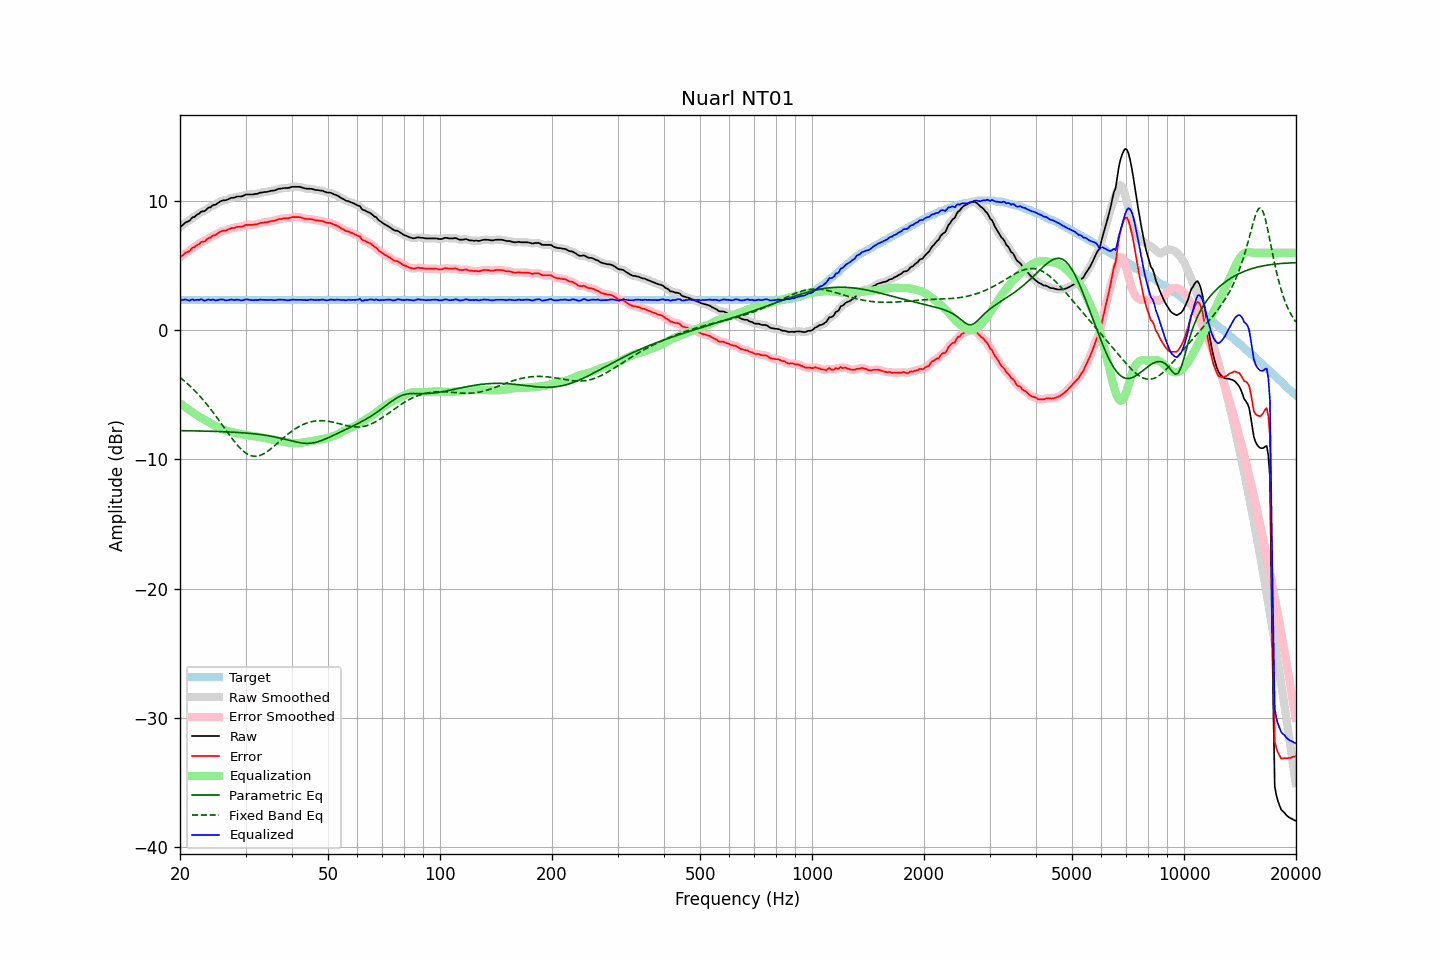 Nuarl NT01
Amplitude (dBr)
10
0
−10
−20
−30
−40
Target
Raw Smoothed
Error Smoothed
Raw
Error
Equalization
Parametric Eq
Fixed Band Eq
Equalized
20 50 100 200 500 1000 2000 5000 10000 20000
Frequency (Hz)